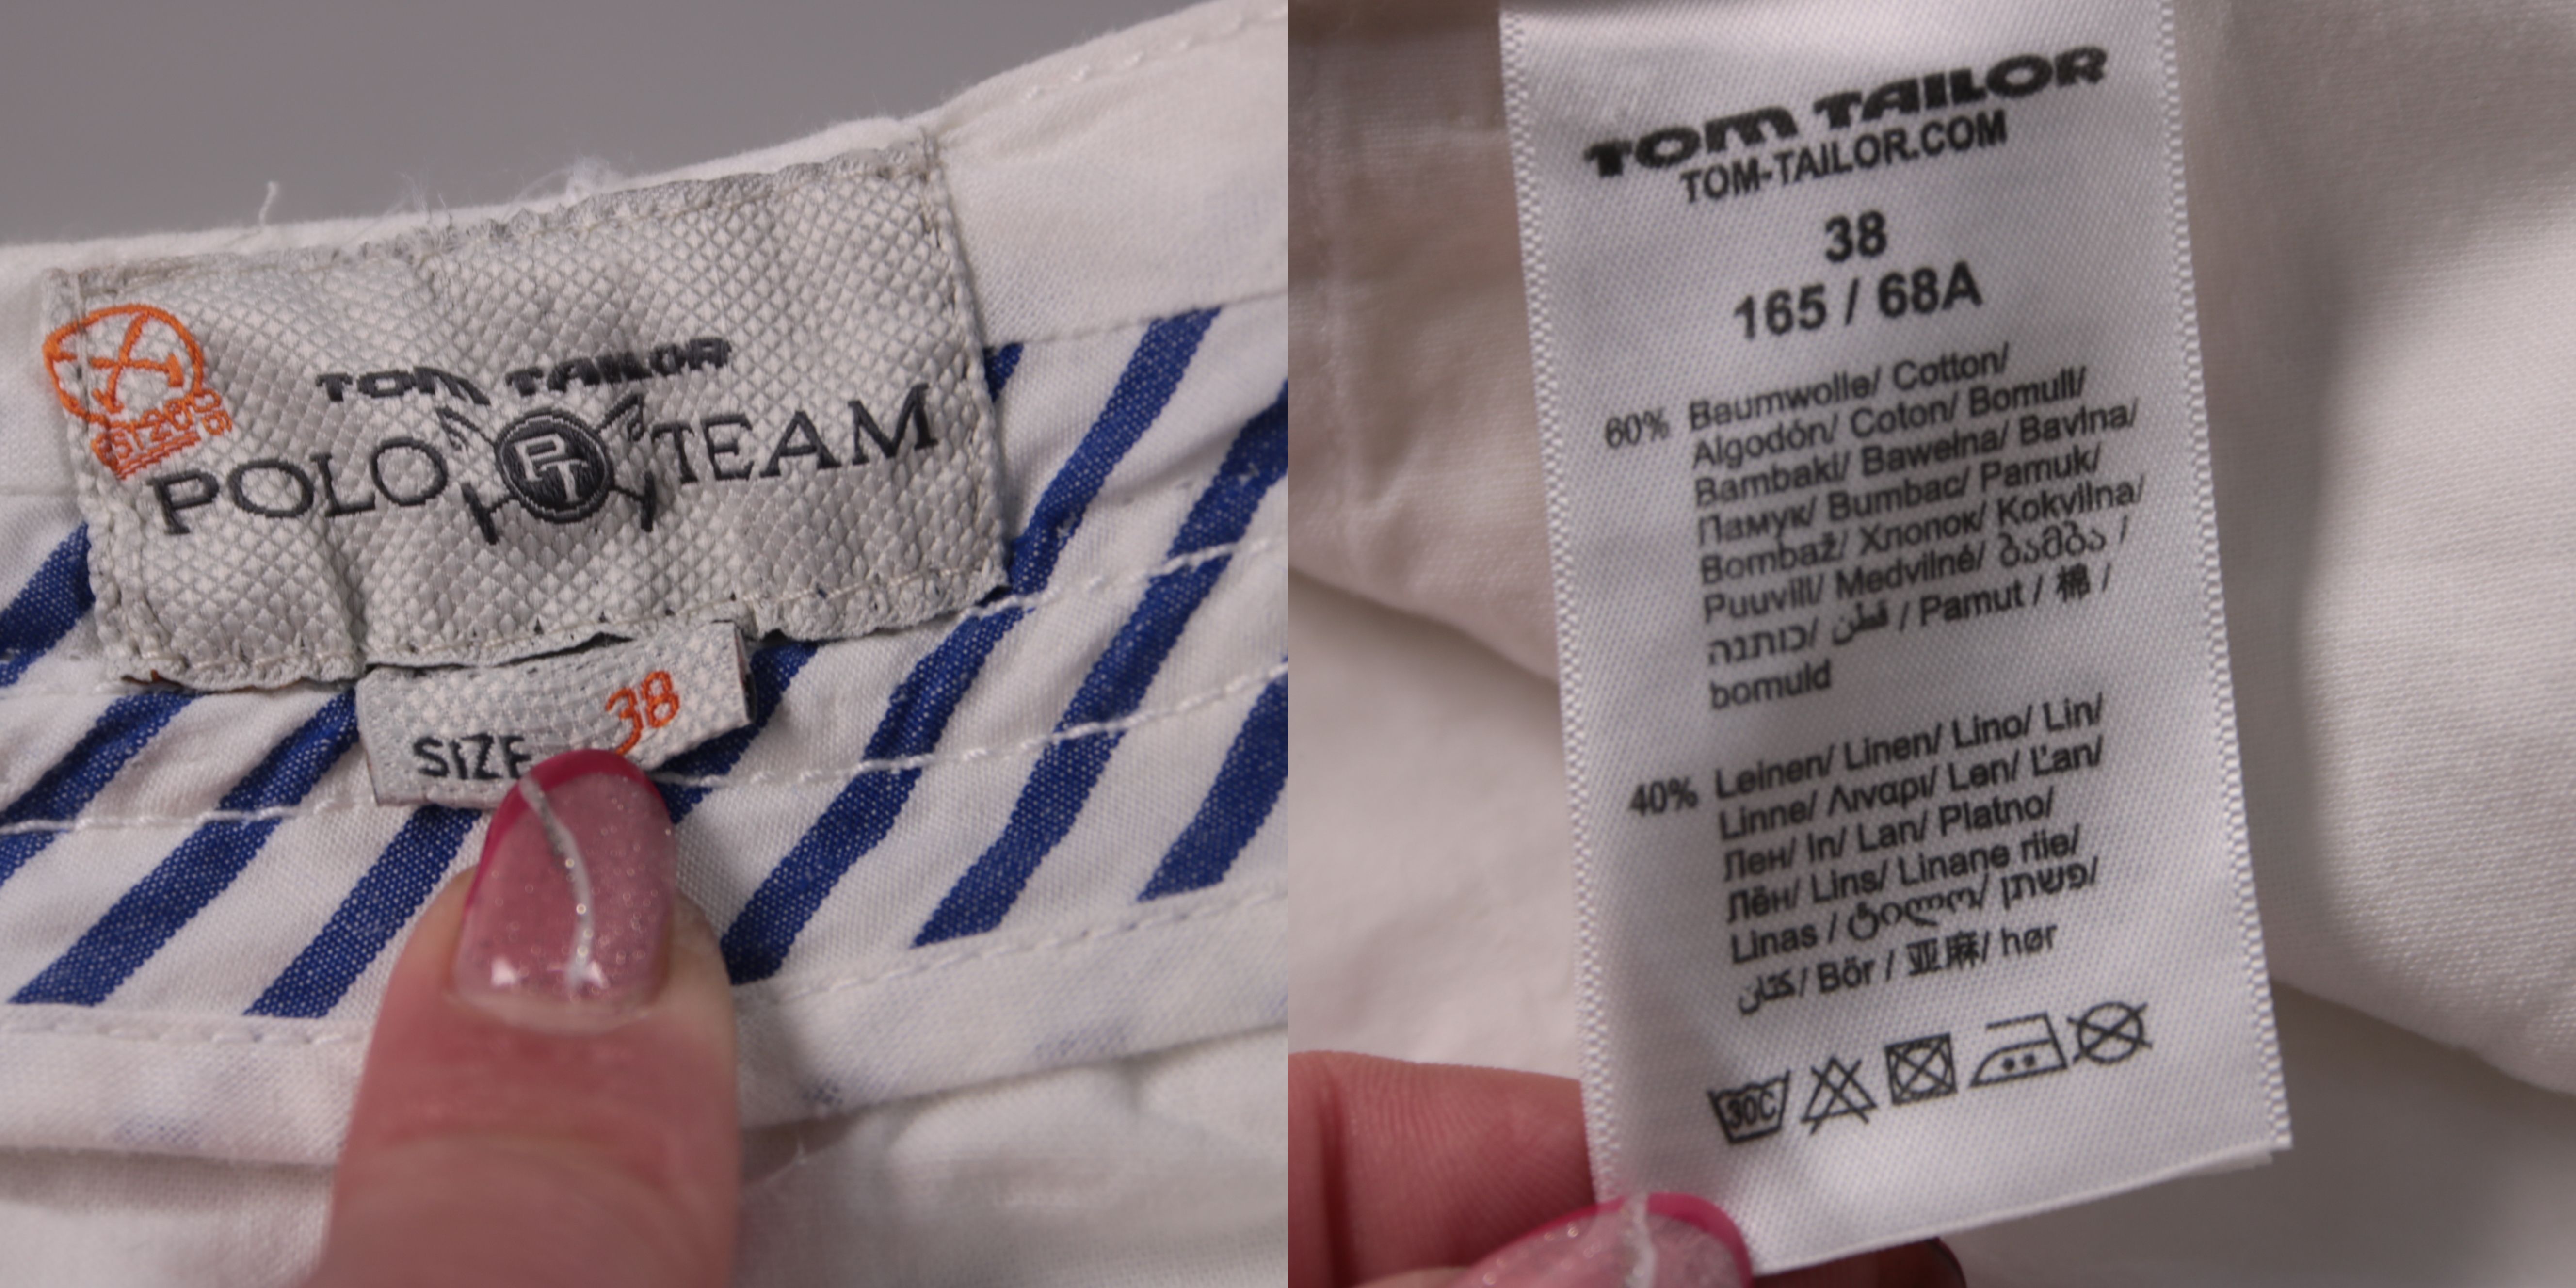 TOM TAILOR
POLO PT TEAM
SIZE 38
TOM TAILOR
TOM-TAILOR.COM
38
165 / 68A
60% Baumwolle/ Cotton/
Algodón/ Coton/ Bomull/
Bambaki/ Bawełna/ Bavlna/
Памук/ Bumbac/ Pamuk/
Bombaž/ Хлопок/ Kokvilna/
Puuvill/ Medvilné/ ბამბა /
כותנה/ قطن / Pamut / 棉 /
bomuld
40% Leinen/ Linen/ Lino/ Lin/
Linne/ Λιναρι/ Len/ Ľan/
Лен/ In/ Lan/ Platno/
Лён/ Lins/ Linane riie/
Linas / ტილო/ פשתן/
كتان/ Bör / 亚麻/ hør
30C